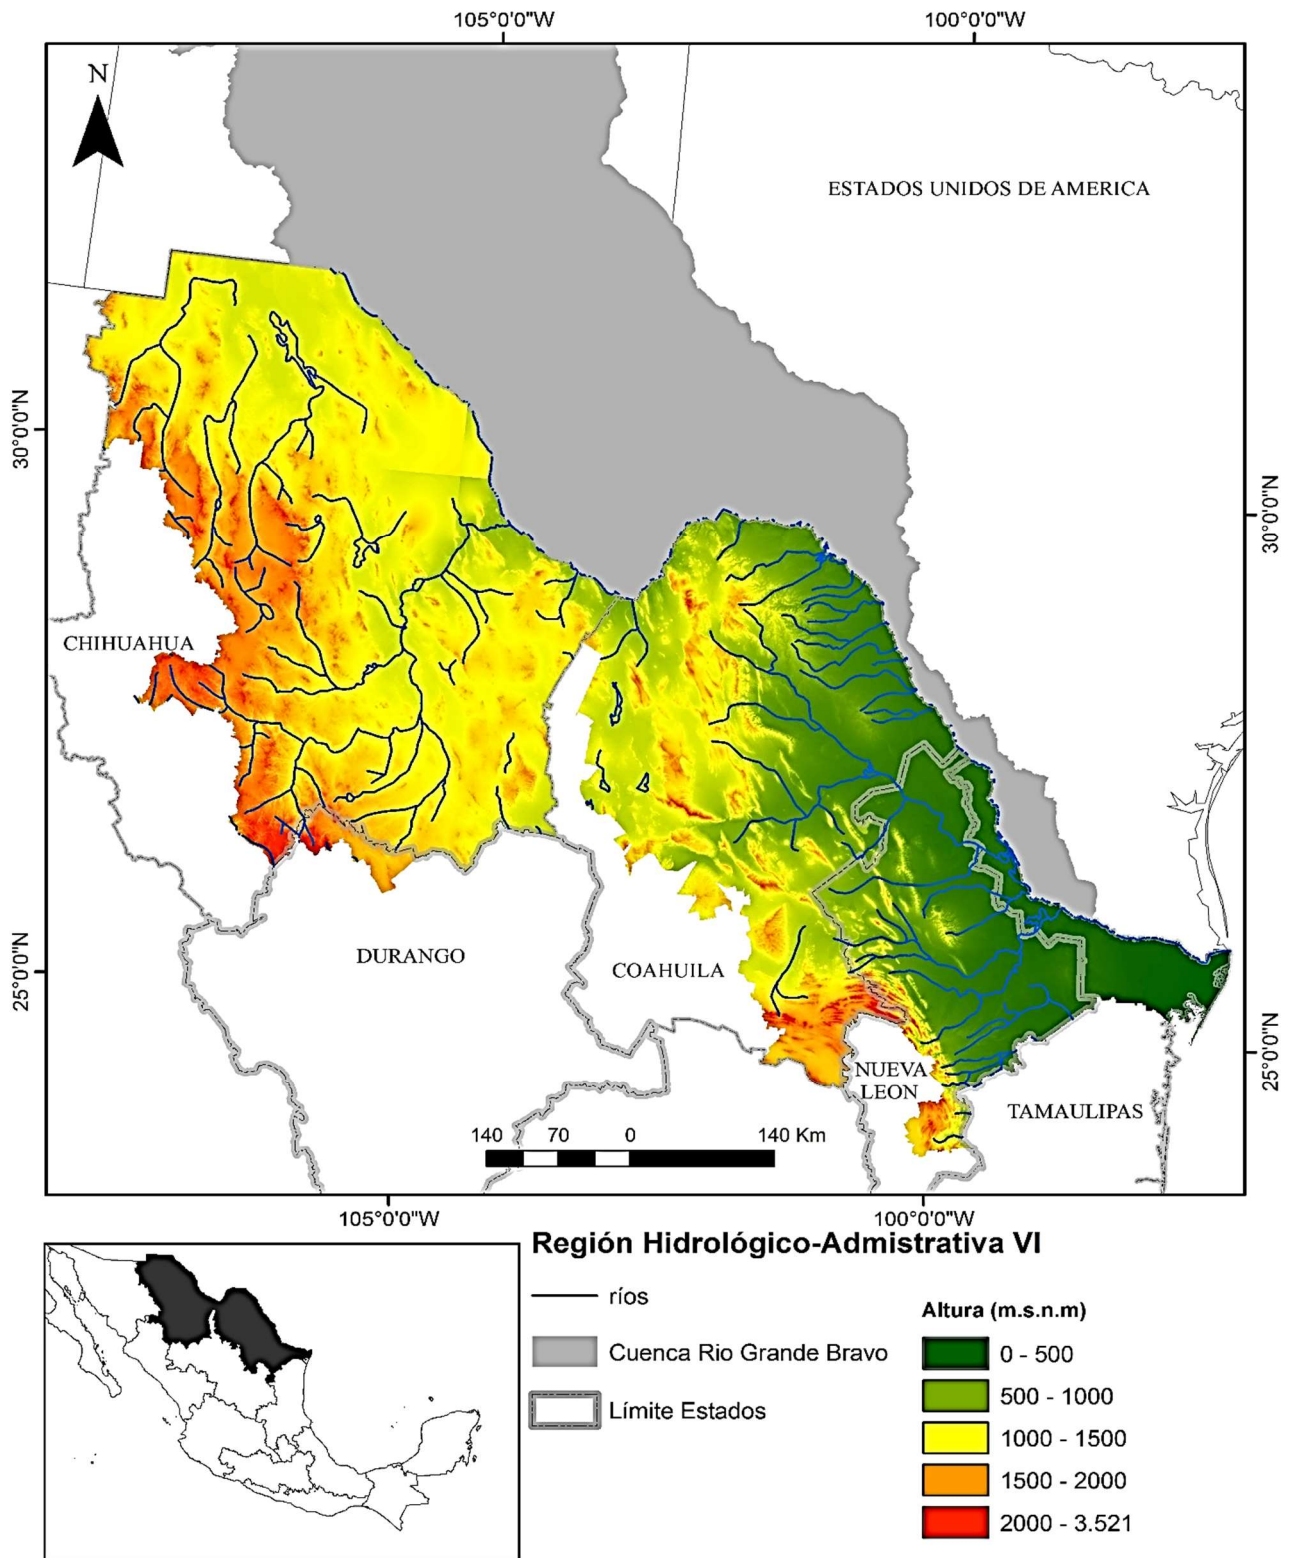 105°0'0"W
100°0'0"W
N
ESTADOS UNIDOS DE AMERICA
30°0'0"N
30°0'0"N
CHIHUAHUA
DURANGO
COAHUILA
25°0'0"N
25°0'0"N
NUEVA
LEON
TAMAULIPAS
140 70 0 140 Km
105°0'0"W
100°0'0"W
Región Hidrológico-Admistrativa VI
ríos
Cuenca Rio Grande Bravo
Límite Estados
Altura (m.s.n.m)
0 - 500
500 - 1000
1000 - 1500
1500 - 2000
2000 - 3.521